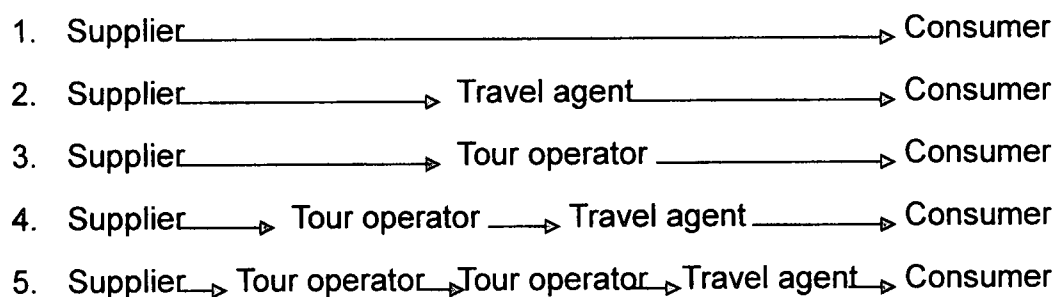 1. Supplier Consumer
2. Supplier Travel agent Consumer
3. Supplier Tour operator Consumer
4. Supplier Tour operator Travel agent Consumer
5. Supplier Tour operator Tour operator Travel agent Consumer